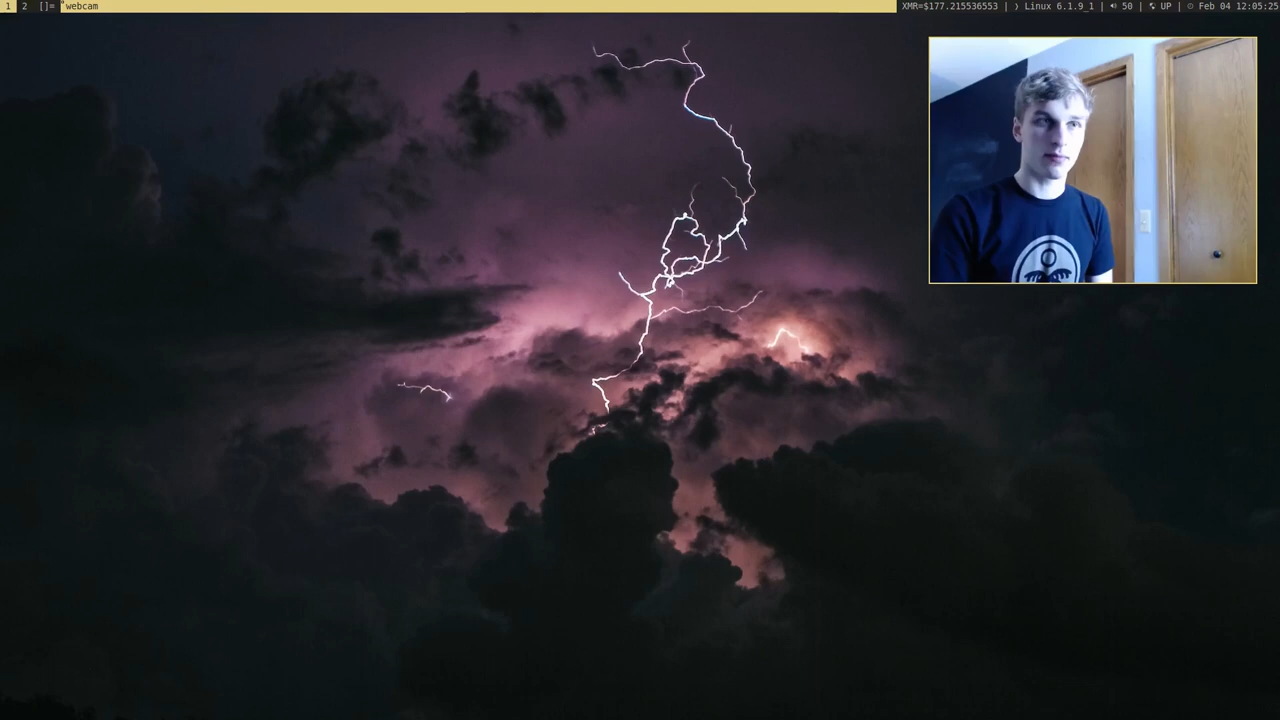 1 2 []= webcam XMR=$177.215536553 | Linux 6.1.9_1 | 50 | UP | Feb 04 12:05:25